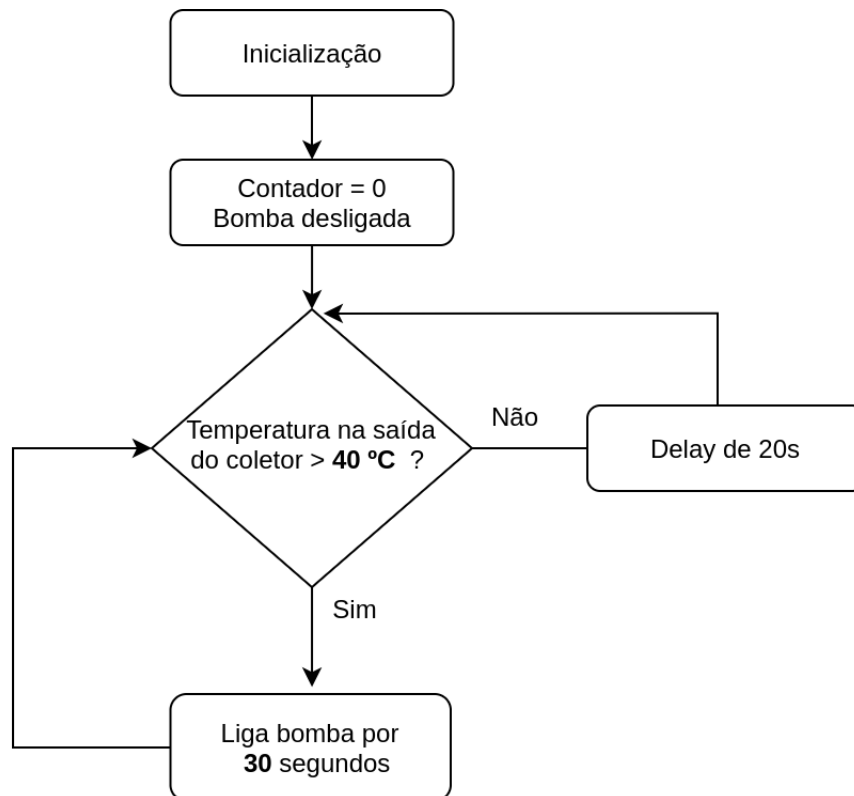 Inicialização
Contador = 0
Bomba desligada
Temperatura na saída
do coletor > 40 ºC ?
Não
Delay de 20s
Sim
Liga bomba por
30 segundos